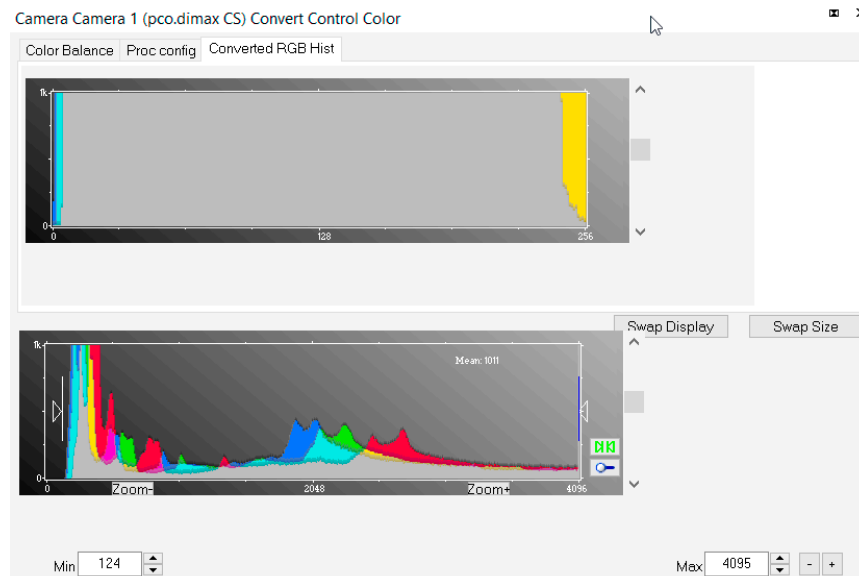 Camera Camera 1 (pco.dimax CS) Convert Control Color
Color Balance Proc config Converted RGB Hist
1k
0
0 128 256
Swap Display Swap Size
1k
Mean: 1011
0
0 Zoom- 2048 Zoom+ 4096
Min 124 Max 4095 - +